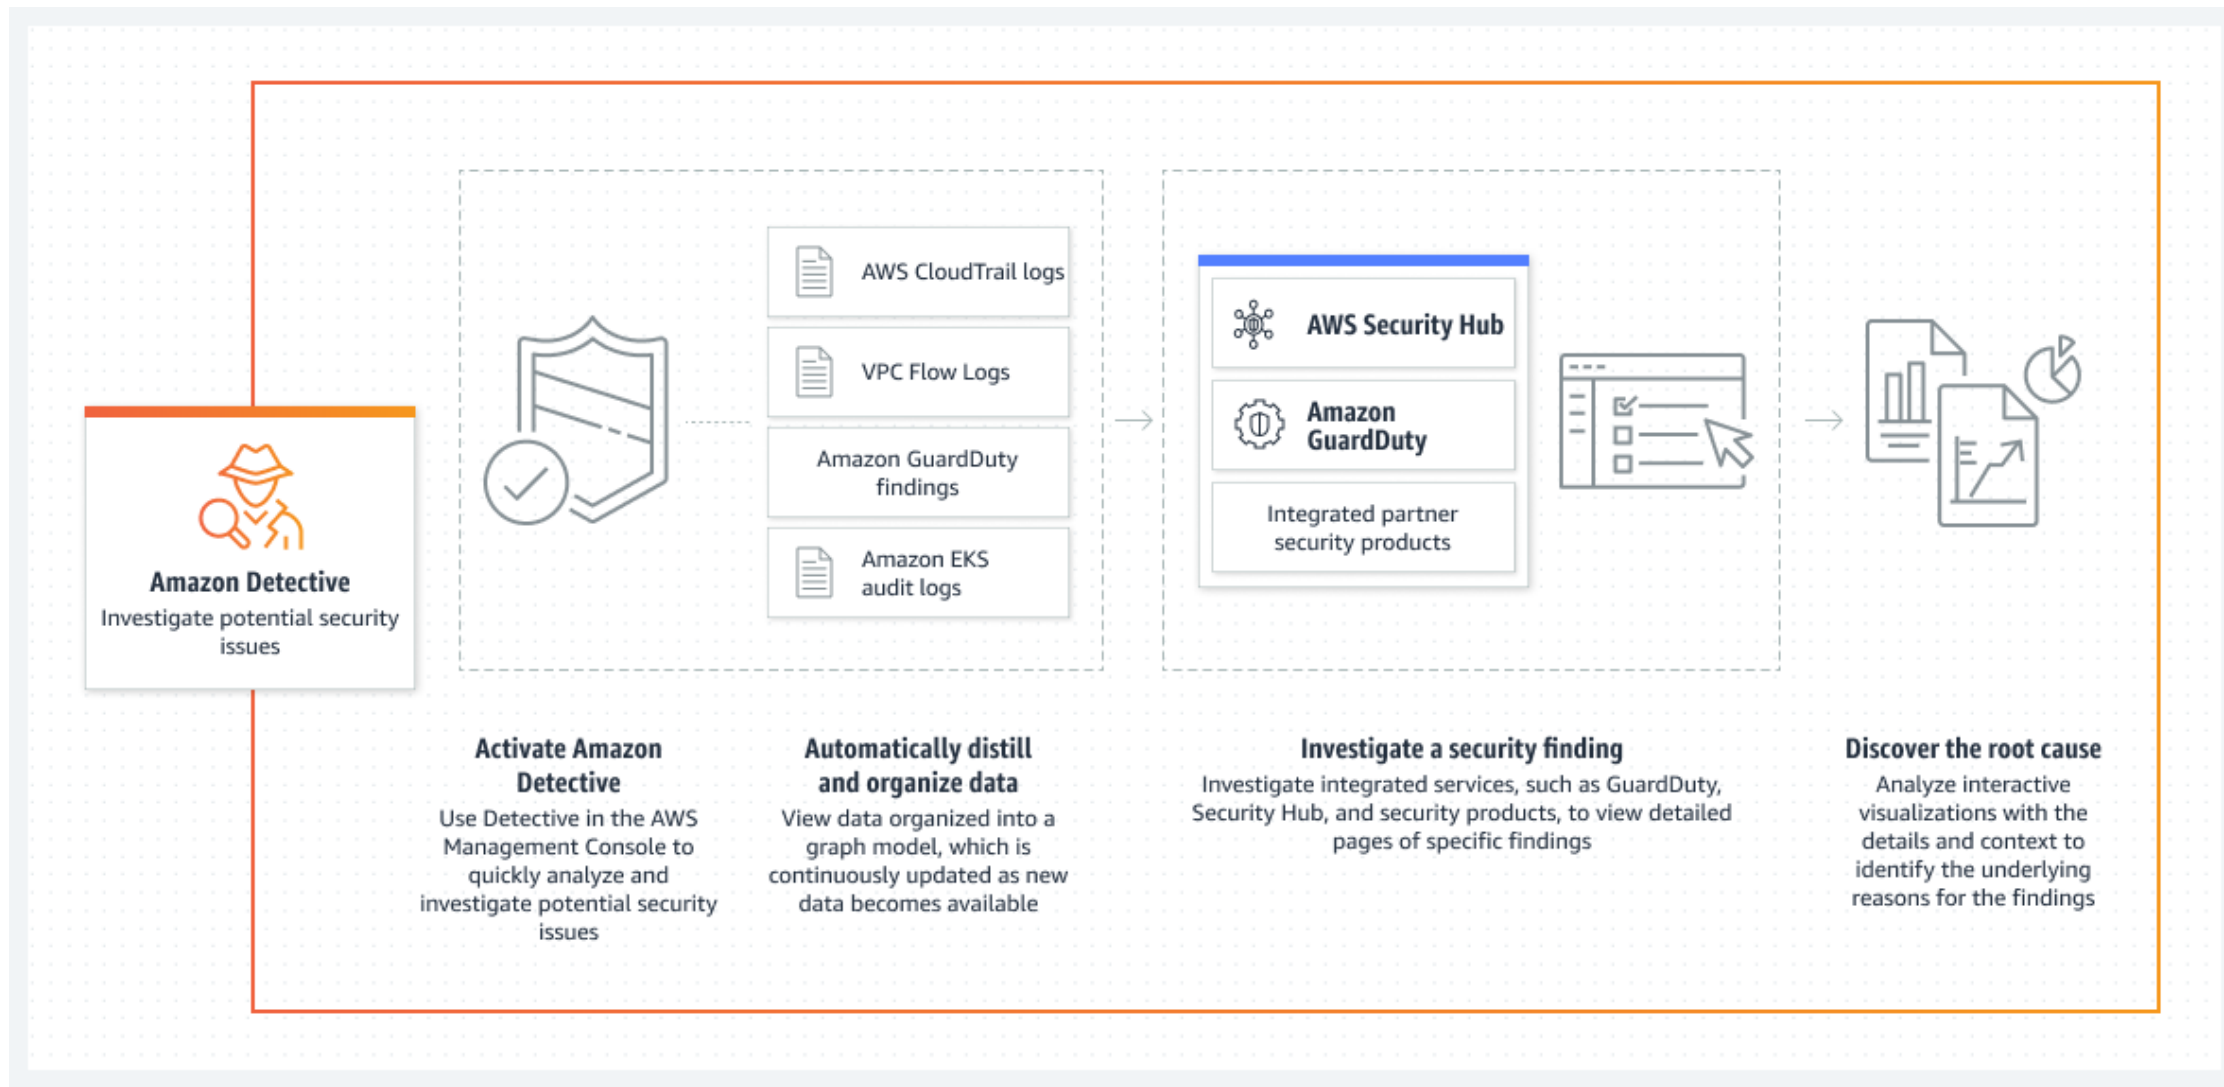 Amazon Detective
Investigate potential security
issues
AWS CloudTrail logs
VPC Flow Logs
Amazon GuardDuty
findings
Amazon EKS
audit logs
AWS Security Hub
Amazon
GuardDuty
Integrated partner
security products
Activate Amazon
Detective
Use Detective in the AWS
Management Console to
quickly analyze and
investigate potential security
issues
Automatically distill
and organize data
View data organized into a
graph model, which is
continuously updated as new
data becomes available
Investigate a security finding
Investigate integrated services, such as GuardDuty,
Security Hub, and security products, to view detailed
pages of specific findings
Discover the root cause
Analyze interactive
visualizations with the
details and context to
identify the underlying
reasons for the findings